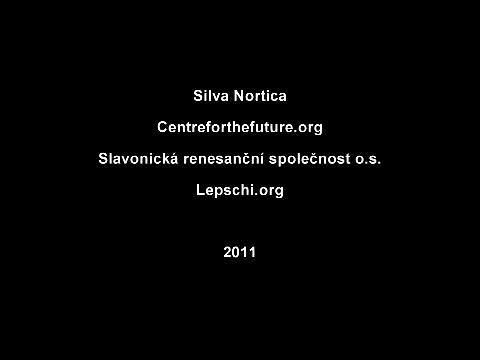 Silva Nortica
Centreforthefuture.org
Slavonická renesanční společnost o.s.
Lepschi.org
2011